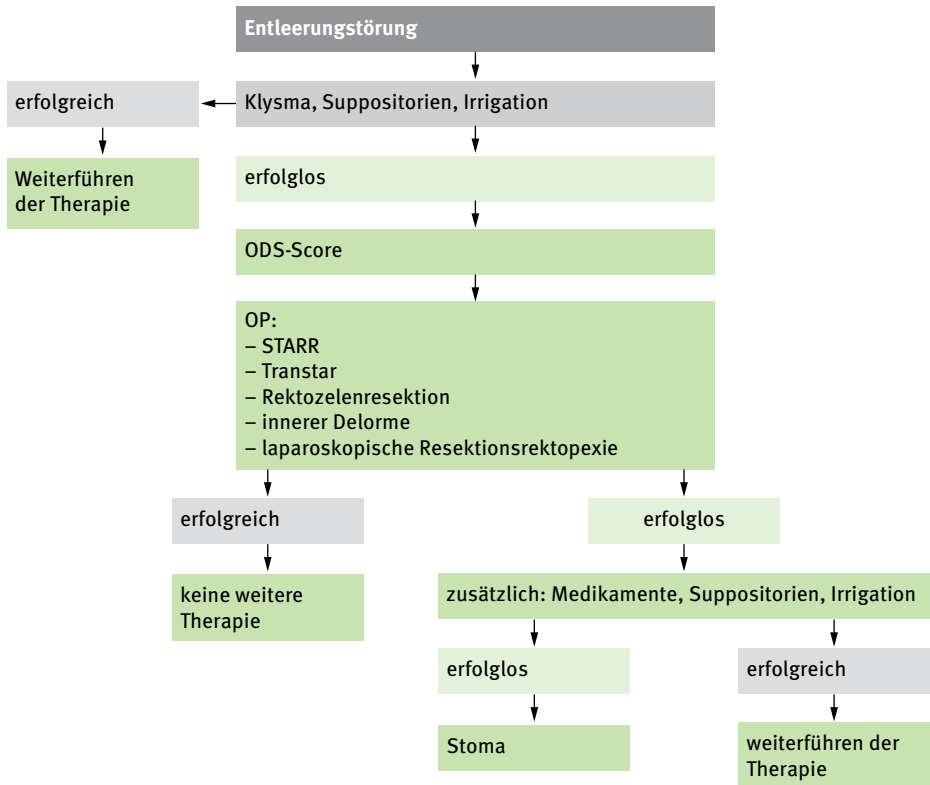 Entleerungstörung
erfolgreich
Klysma, Suppositorien, Irrigation
Weiterführen
der Therapie
erfolglos
ODS-Score
OP:
– STARR
– Transtar
– Rektozelenresektion
– innerer Delorme
– laparoskopische Resektionsrektopexie
erfolgreich
erfolglos
keine weitere
Therapie
zusätzlich: Medikamente, Suppositorien, Irrigation
erfolglos
erfolgreich
Stoma
weiterführen der
Therapie